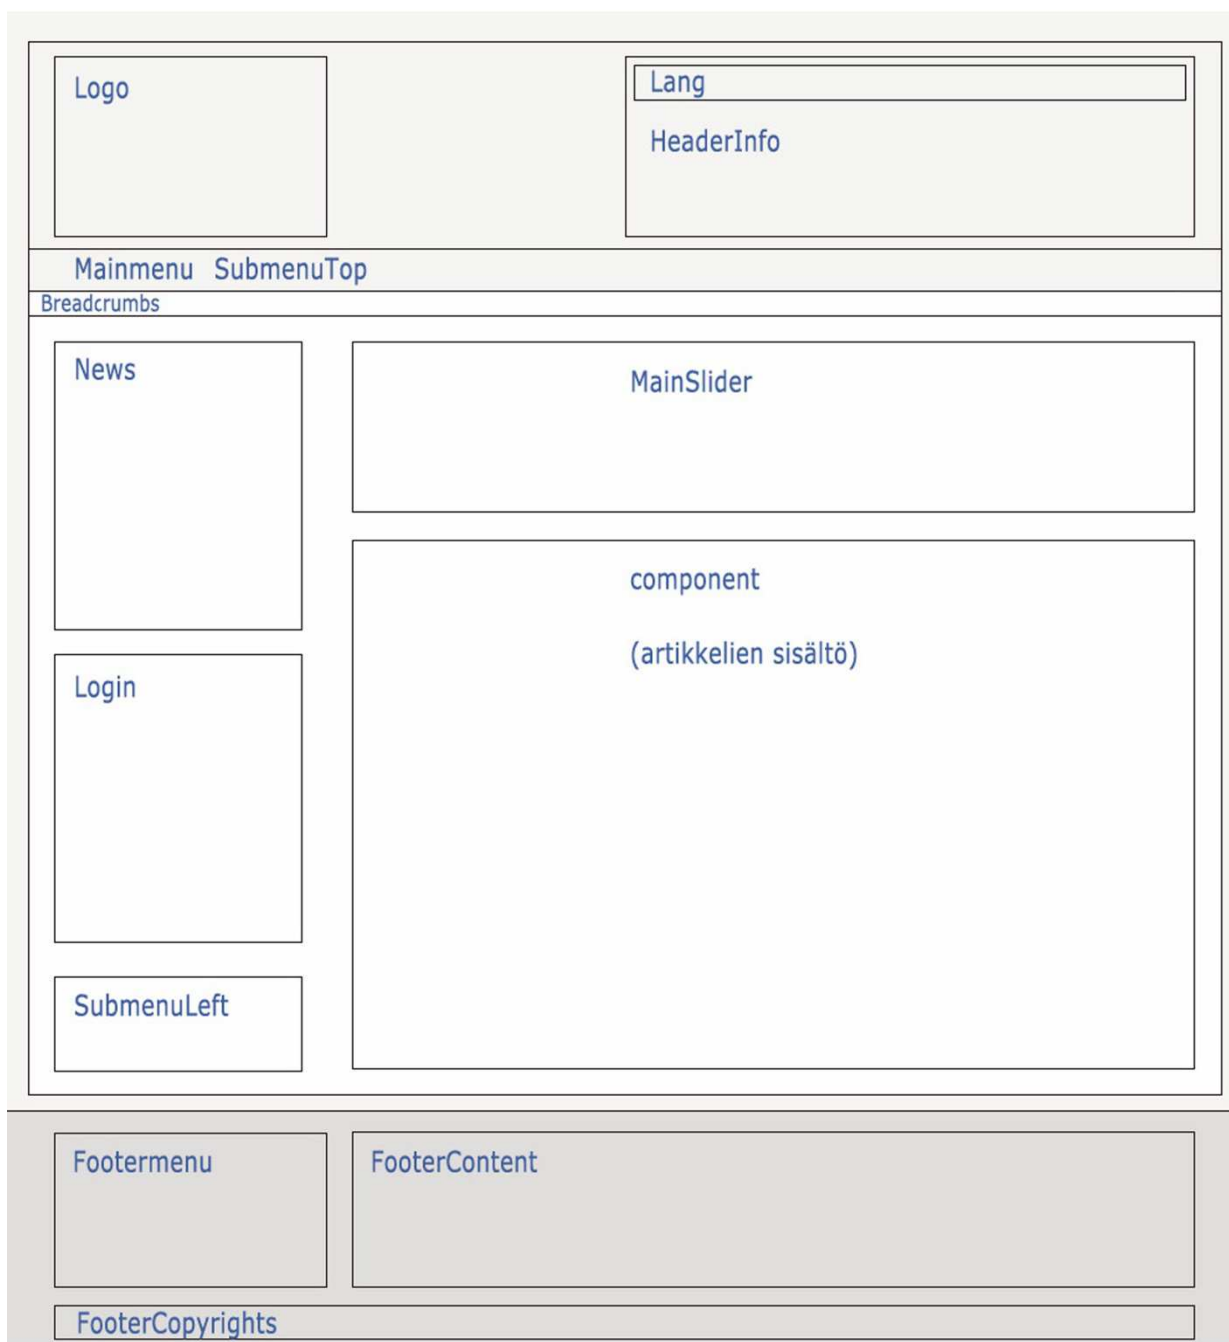 Logo
Lang
HeaderInfo
Mainmenu SubmenuTop
Breadcrumbs
News
MainSlider
component
(artikkelien sisältö)
Login
SubmenuLeft
Footermenu
FooterContent
FooterCopyrights